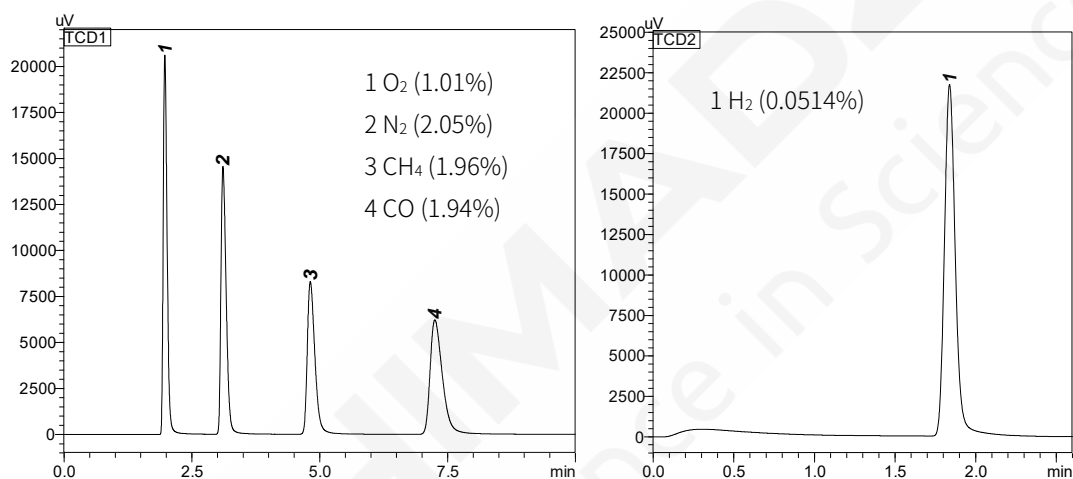 uV
TCD1
20000
17500
15000
12500
10000
7500
5000
2500
0
0.0 2.5 5.0 7.5 min
1
2
3
4
1 O₂ (1.01%)
2 N₂ (2.05%)
3 CH₄ (1.96%)
4 CO (1.94%)
uV
TCD2
25000
22500
20000
17500
15000
12500
10000
7500
5000
2500
0
0.0 0.5 1.0 1.5 2.0 min
1
1 H₂ (0.0514%)
ce in Science